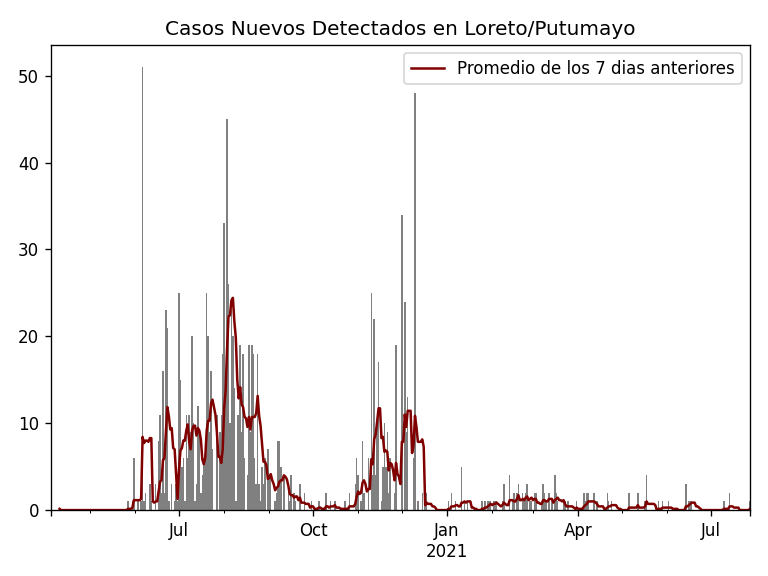 Casos Nuevos Detectados en Loreto/Putumayo
Promedio de los 7 dias anteriores
50
40
30
20
10
0
Jul
Oct
Jan
2021
Apr
Jul